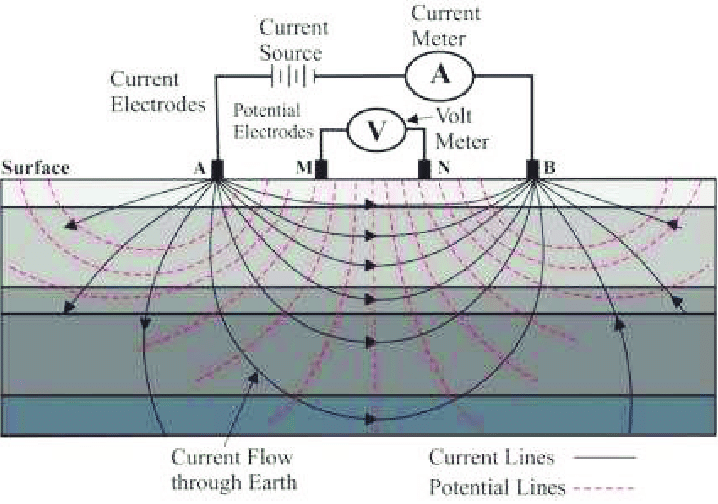 Current
Meter
Current
Source
A
Current
Electrodes
Potential
Electrodes
V
Volt
Meter
Surface
A
M
N
B
Current Flow
through Earth
Current Lines
Potential Lines